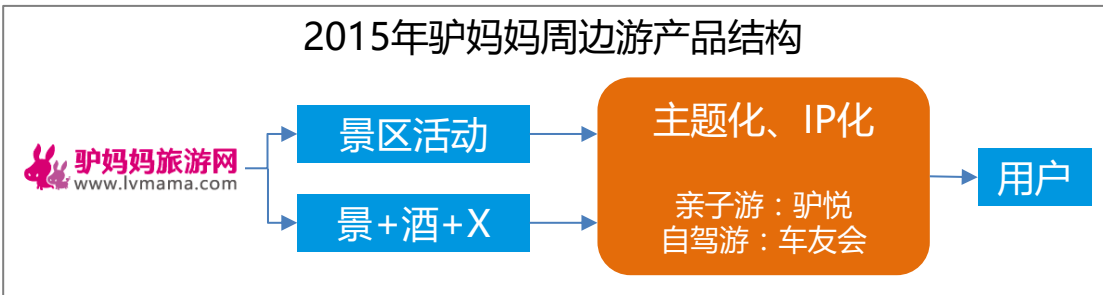 2015年驴妈妈周边游产品结构
驴妈妈旅游网
www.lvmama.com
景区活动
景+酒+X
主题化、IP化
亲子游：驴悦
自驾游：车友会
用户